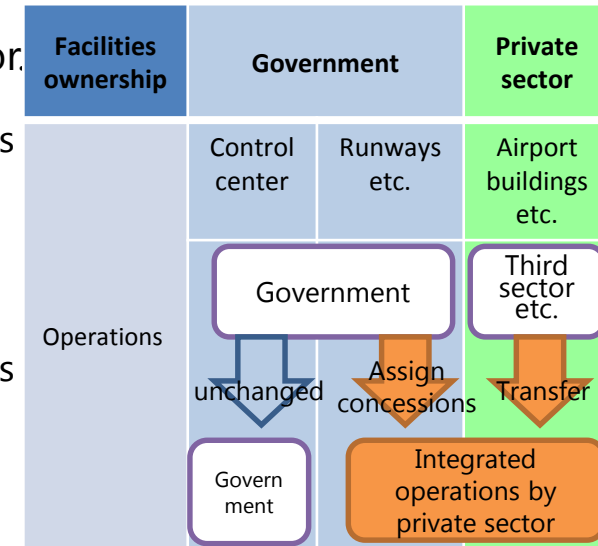 or.
s
s
Facilities
ownership
Government
Private
sector
Control
center
Runways
etc.
Airport
buildings
etc.
Operations
Government
Third
sector
etc.
unchanged
Assign
concessions
Transfer
Govern
ment
Integrated
operations by
private sector